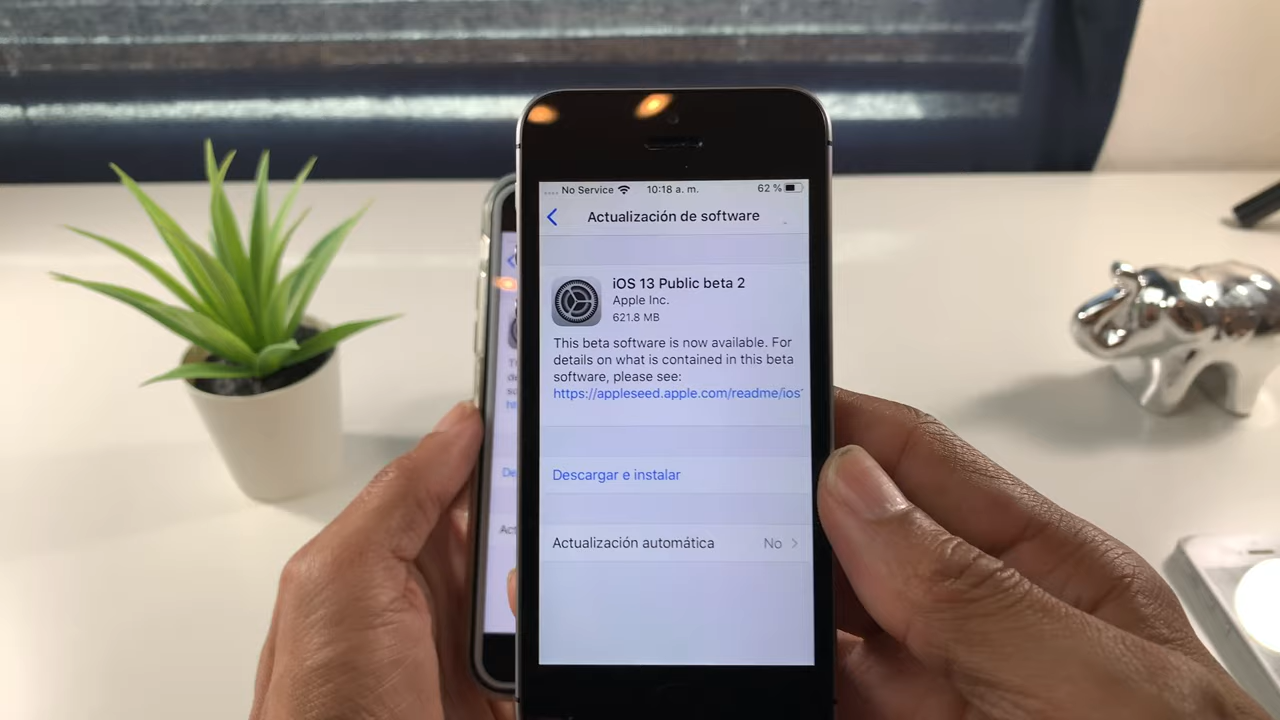 No Service 10:18 a. m. 62 %
Actualización de software
iOS 13 Public beta 2
Apple Inc.
621.8 MB
This beta software is now available. For
details on what is contained in this beta
software, please see:
https://appleseed.apple.com/readme/ios
Descargar e instalar
Actualización automática No